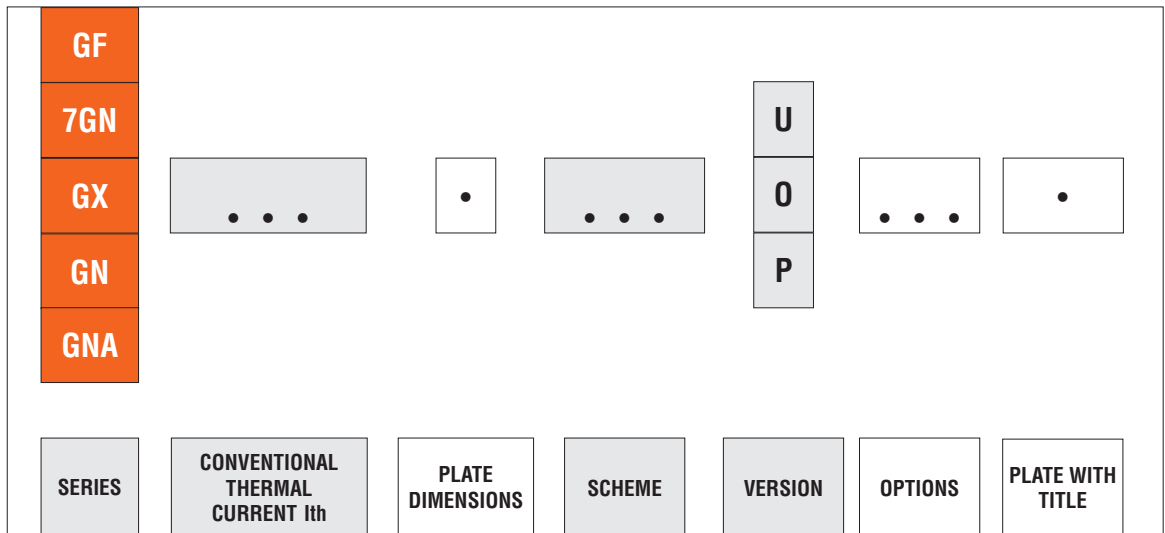 GF
7GN
GX
GN
GNA
• • •
•
• • •
U
O
P
• • •
•
SERIES
CONVENTIONAL
THERMAL
CURRENT Ith
PLATE
DIMENSIONS
SCHEME
VERSION
OPTIONS
PLATE WITH
TITLE